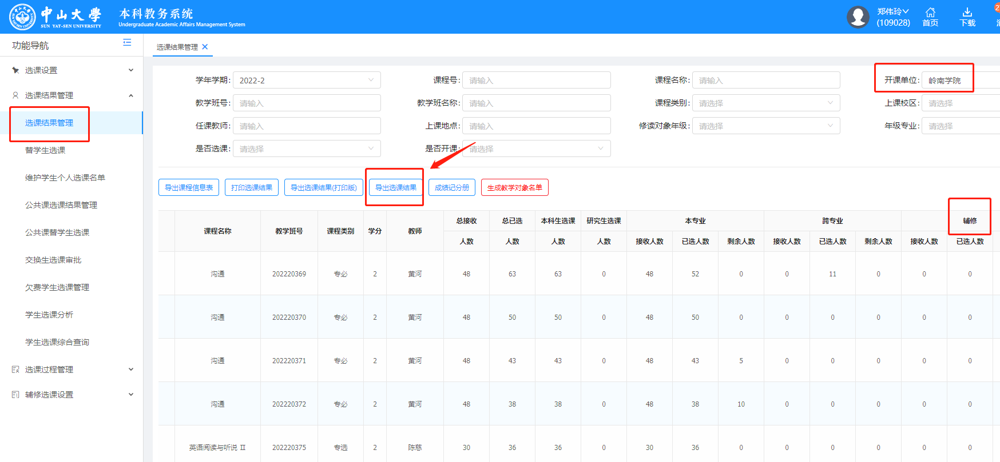 中山大學
SUN YAT-SEN UNIVERSITY
本科教务系统
Undergraduate Academic Affairs Management System
郑伟玲
(109028)
首页
下载
功能导航
选课结果管理
选课设置
选课结果管理
选课结果管理
替学生选课
维护学生个人选课名单
公共课选课结果管理
公共课替学生选课
交换生选课审批
欠费学生选课管理
学生选课分析
学生选课综合查询
选课过程管理
辅修选课设置
学年学期: 2022-2 课程号: 请输入 课程名称: 请输入 开课单位: 岭南学院
教学班号: 请输入 教学班名称: 请输入 课程类别: 请选择 上课校区: 请选择
任课教师: 请输入 上课地点: 请输入 修读对象年级: 请选择 年级专业: 请选择
是否选课: 请选择 是否开课: 请选择
导出课程信息表 打印选课结果 导出选课结果(打印版) 导出选课结果 成绩记分册 生成教学对象名单
课程名称 教学班号 课程类别 学分 教师 总接收 总已选 本科生选课 研究生选课 本专业 跨专业 辅修
人数 人数 人数 人数 接收人数 已选人数 剩余人数 接收人数 已选人数 剩余人数 接收人数 已选人数
沟通 202220369 专必 2 黄河 48 63 63 0 48 52 0 0 11 0 0 0
沟通 202220370 专必 2 黄河 48 50 50 0 48 50 0 0 0 0 0 0
沟通 202220371 专必 2 黄河 48 43 43 0 48 43 5 0 0 0 0 0
沟通 202220372 专必 2 黄河 48 38 38 0 48 38 10 0 0 0 0 0
英语阅读与听说 II 202220375 专选 2 陈慈 30 36 36 0 30 36 0 0 0 0 0 0